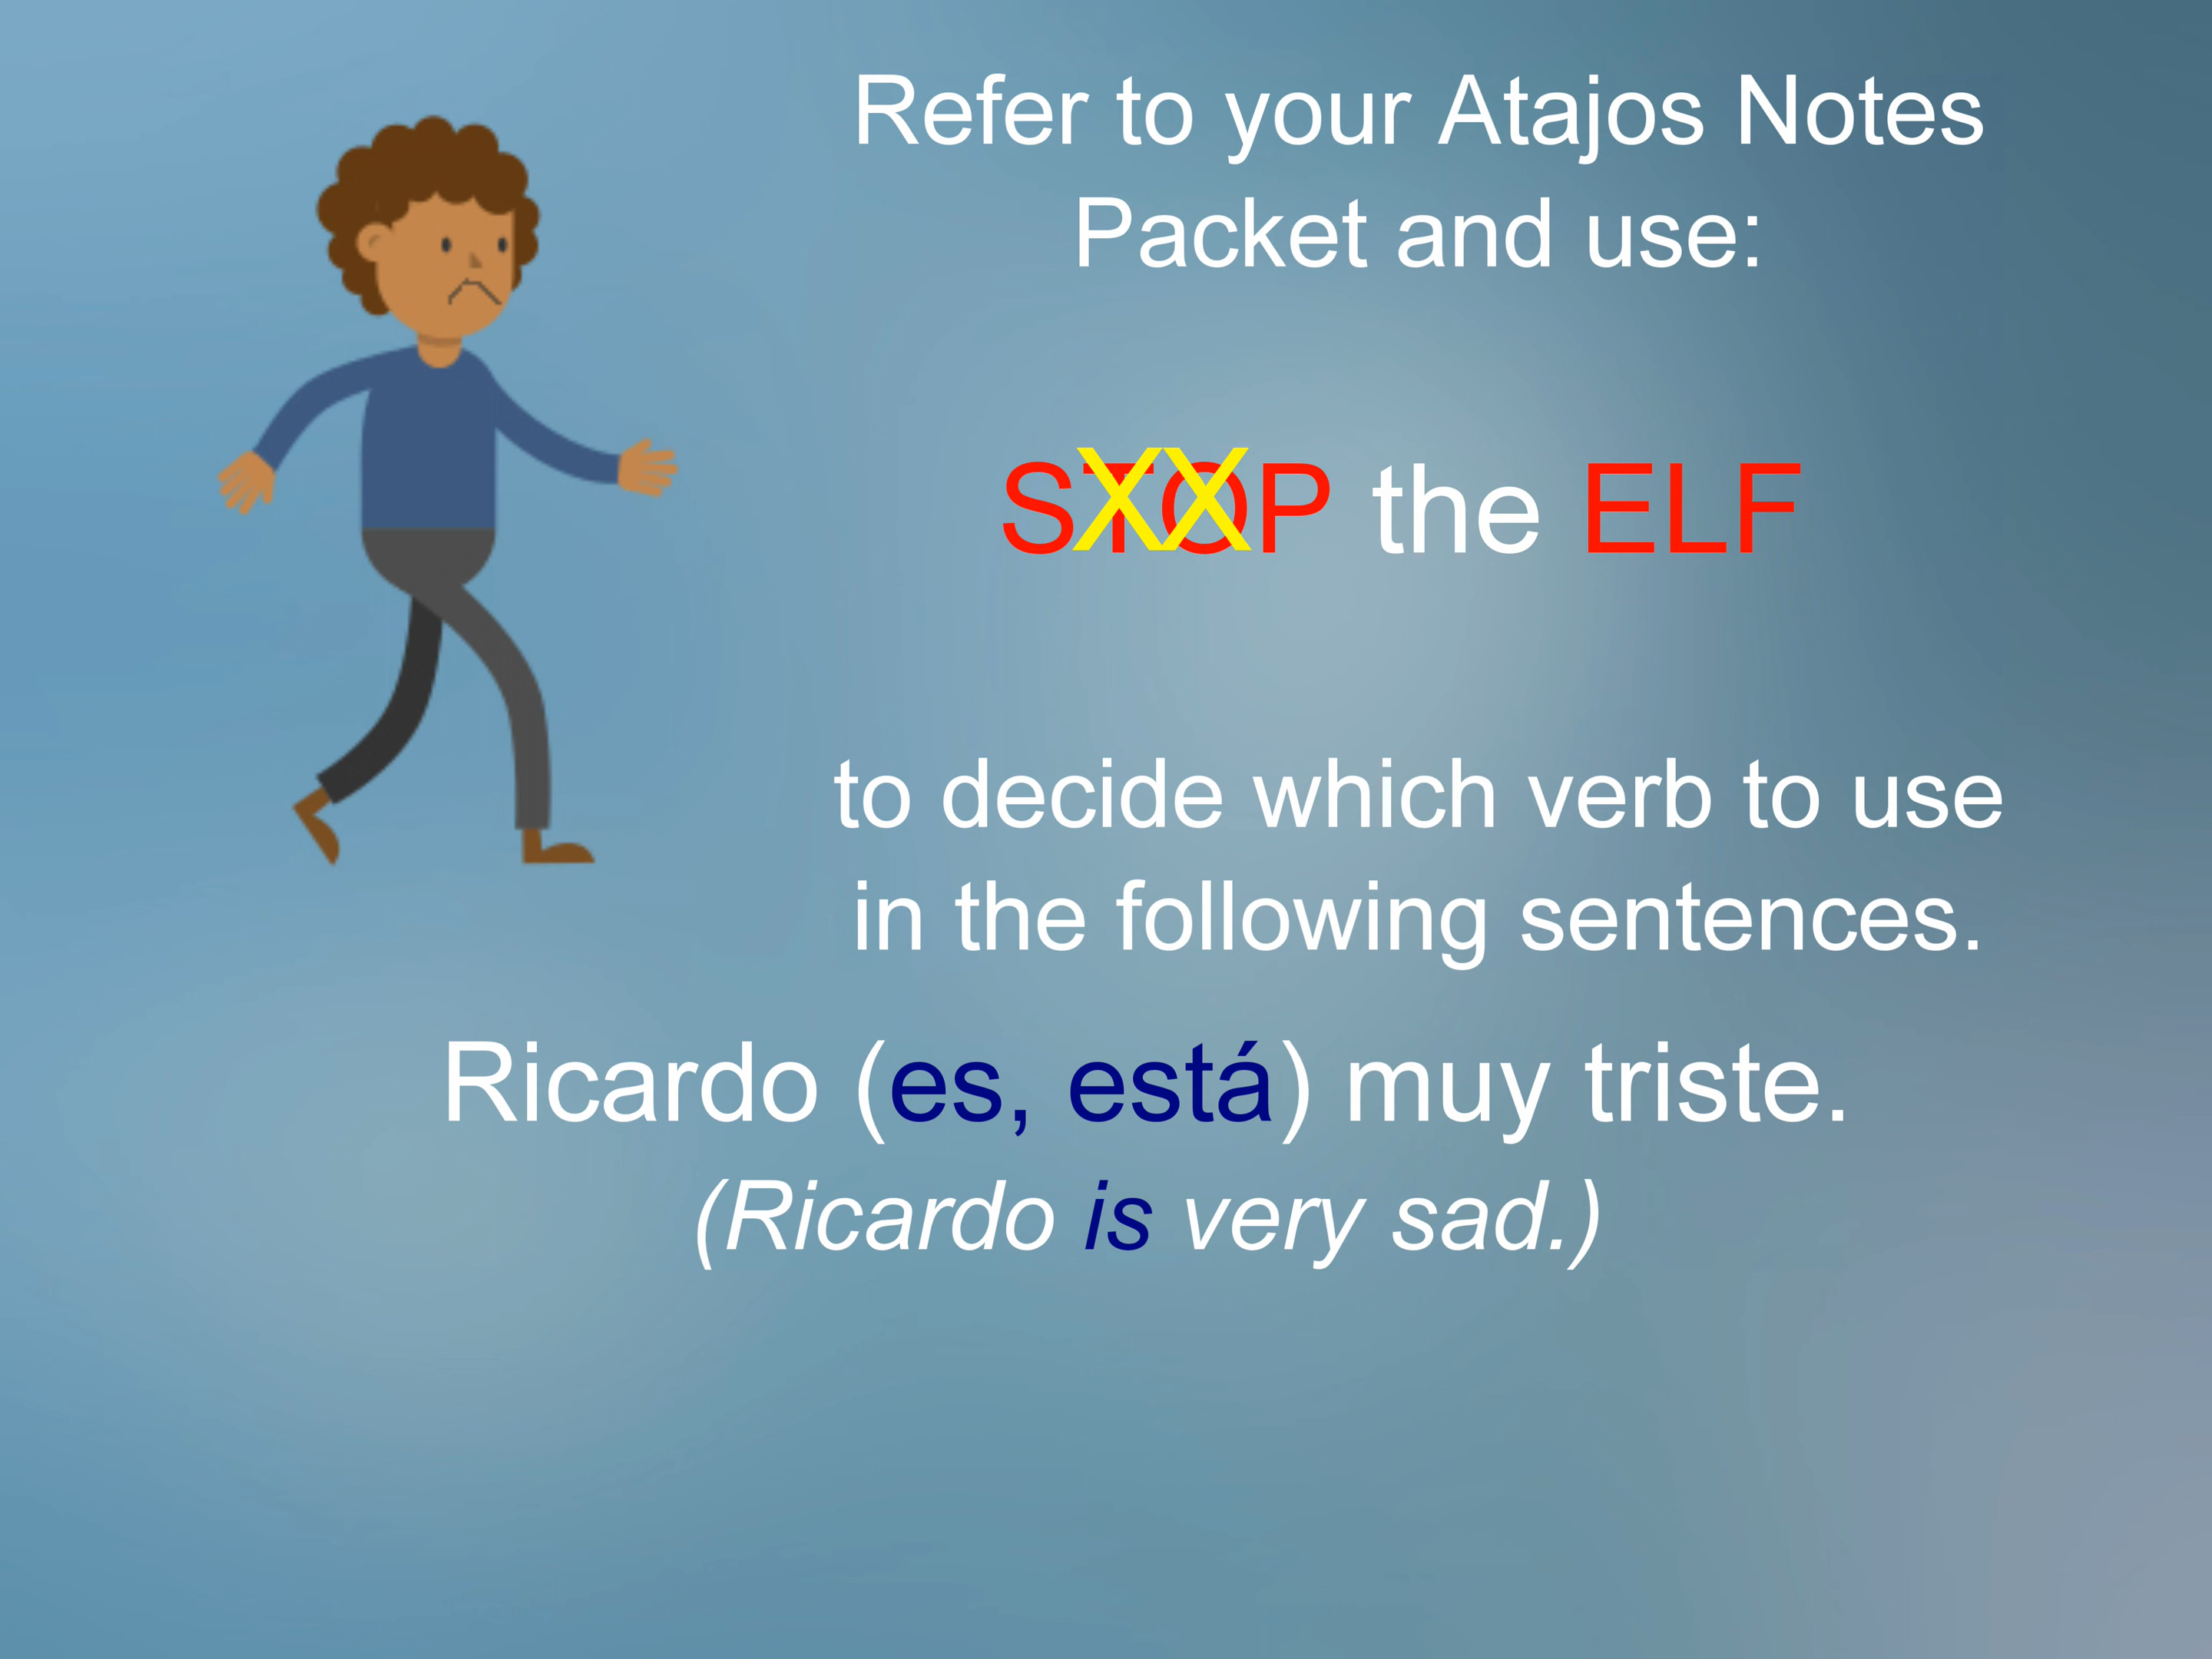 Refer to your Atajos Notes
Packet and use:
STOP the ELF
XX
to decide which verb to use
in the following sentences.
Ricardo (es, está) muy triste.
(Ricardo is very sad.)